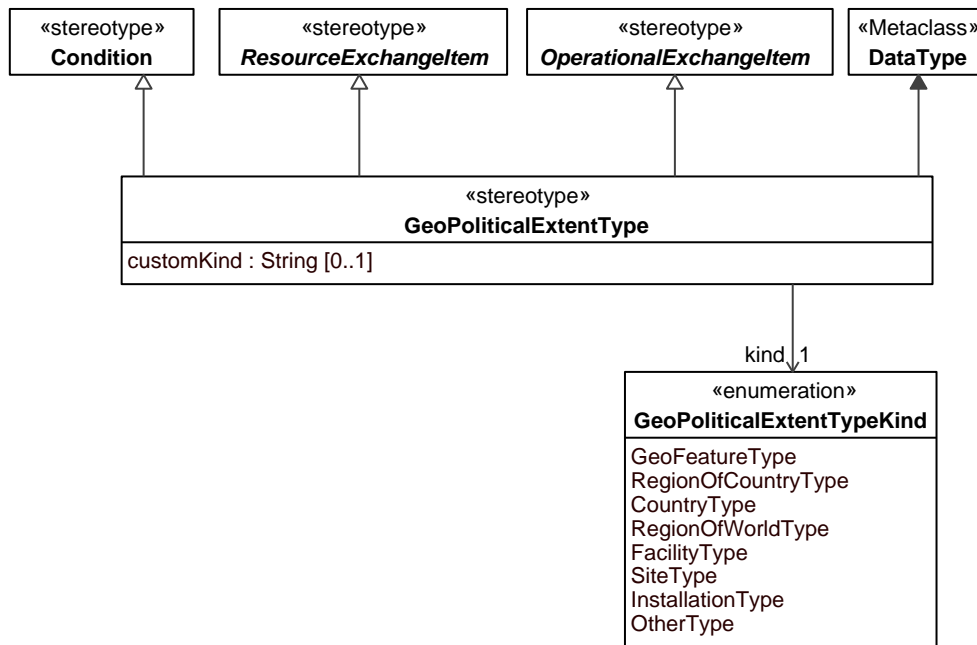 «stereotype»
Condition
«stereotype»
ResourceExchangeItem
«stereotype»
OperationalExchangeItem
«Metaclass»
DataType
«stereotype»
GeoPoliticalExtentType
customKind : String [0..1]
kind 1
«enumeration»
GeoPoliticalExtentTypeKind
GeoFeatureType
RegionOfCountryType
CountryType
RegionOfWorldType
FacilityType
SiteType
InstallationType
OtherType